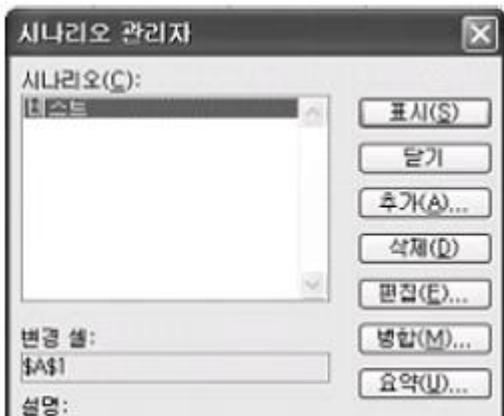 시나리오 관리자
시나리오(C):
테스트
표시(S)
닫기
추가(A)...
삭제(D)
편집(E)...
병합(M)...
요약(U)...
변경 셀:
$A$1
설명: